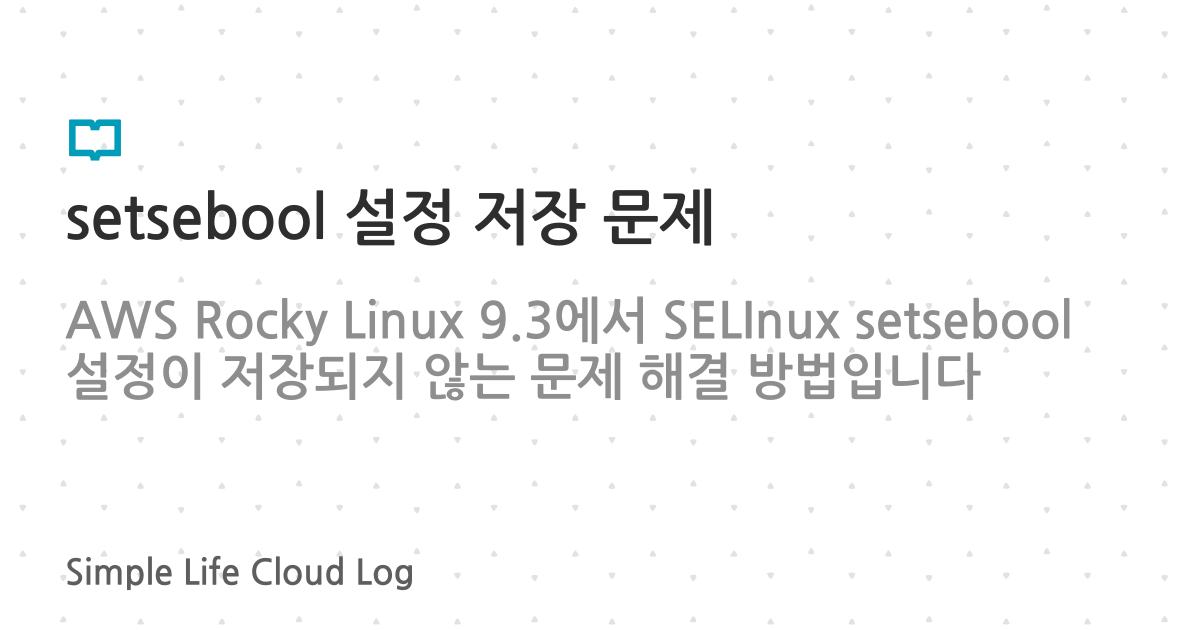 setsebool 설정 저장 문제
AWS Rocky Linux 9.3에서 SELInux setsebool
설정이 저장되지 않는 문제 해결 방법입니다
Simple Life Cloud Log